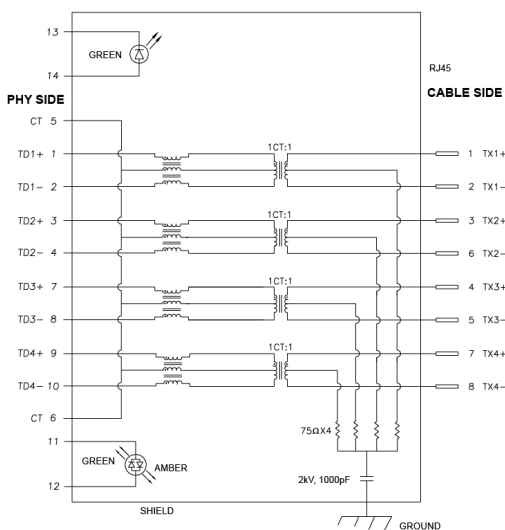 13
GREEN
14
RJ45
PHY SIDE
CABLE SIDE
CT 5
1CT:1
TD1+ 1
1 TX1+
TD1- 2
2 TX1-
1CT:1
TD2+ 3
3 TX2+
TD2- 4
6 TX2-
1CT:1
TD3+ 7
4 TX3+
TD3- 8
5 TX3-
1CT:1
TD4+ 9
7 TX4+
TD4- 10
8 TX4-
CT 6
75ΩX4
11
GREEN
AMBER
2kV, 1000pF
12
SHIELD
GROUND